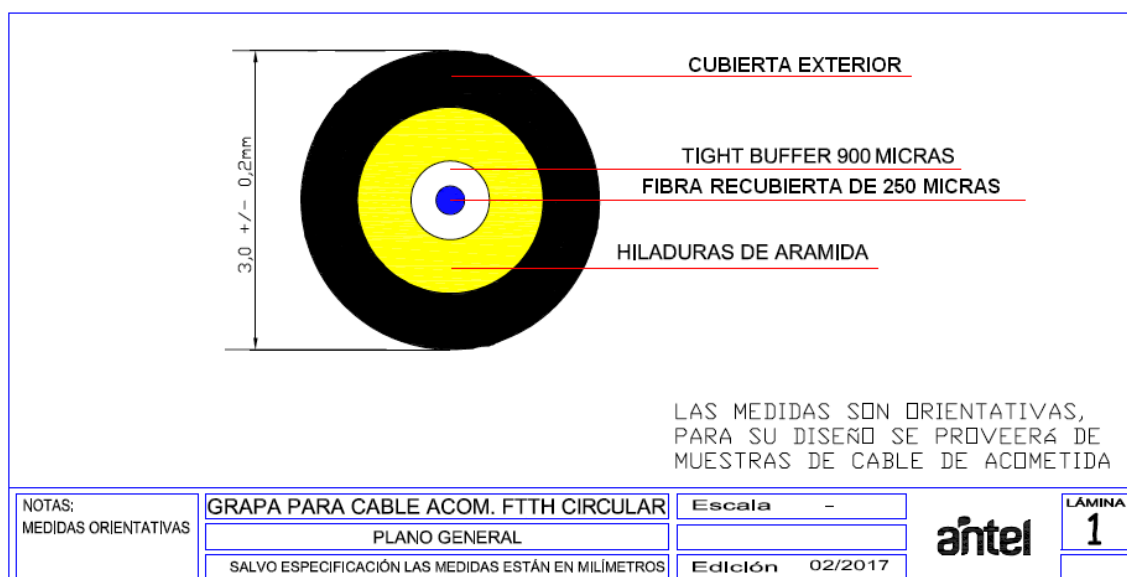 CUBIERTA EXTERIOR
TIGHT BUFFER 900 MICRAS
FIBRA RECUBIERTA DE 250 MICRAS
HILADURAS DE ARAMIDA
3,0 +/- 0,2mm
LAS MEDIDAS SON ORIENTATIVAS,
PARA SU DISEÑO SE PROVEERá DE
MUESTRAS DE CABLE DE ACOMETIDA
NOTAS;
MEDIDAS ORIENTATIVAS
GRAPA PARA CABLE ACOM. FTTH CIRCULAR
PLANO GENERAL
SALVO ESPECIFICACIÓN LAS MEDIDAS ESTÁN EN MILÍMETROS
Escala -
Edición 02/2017
antel
LÁMINA
1